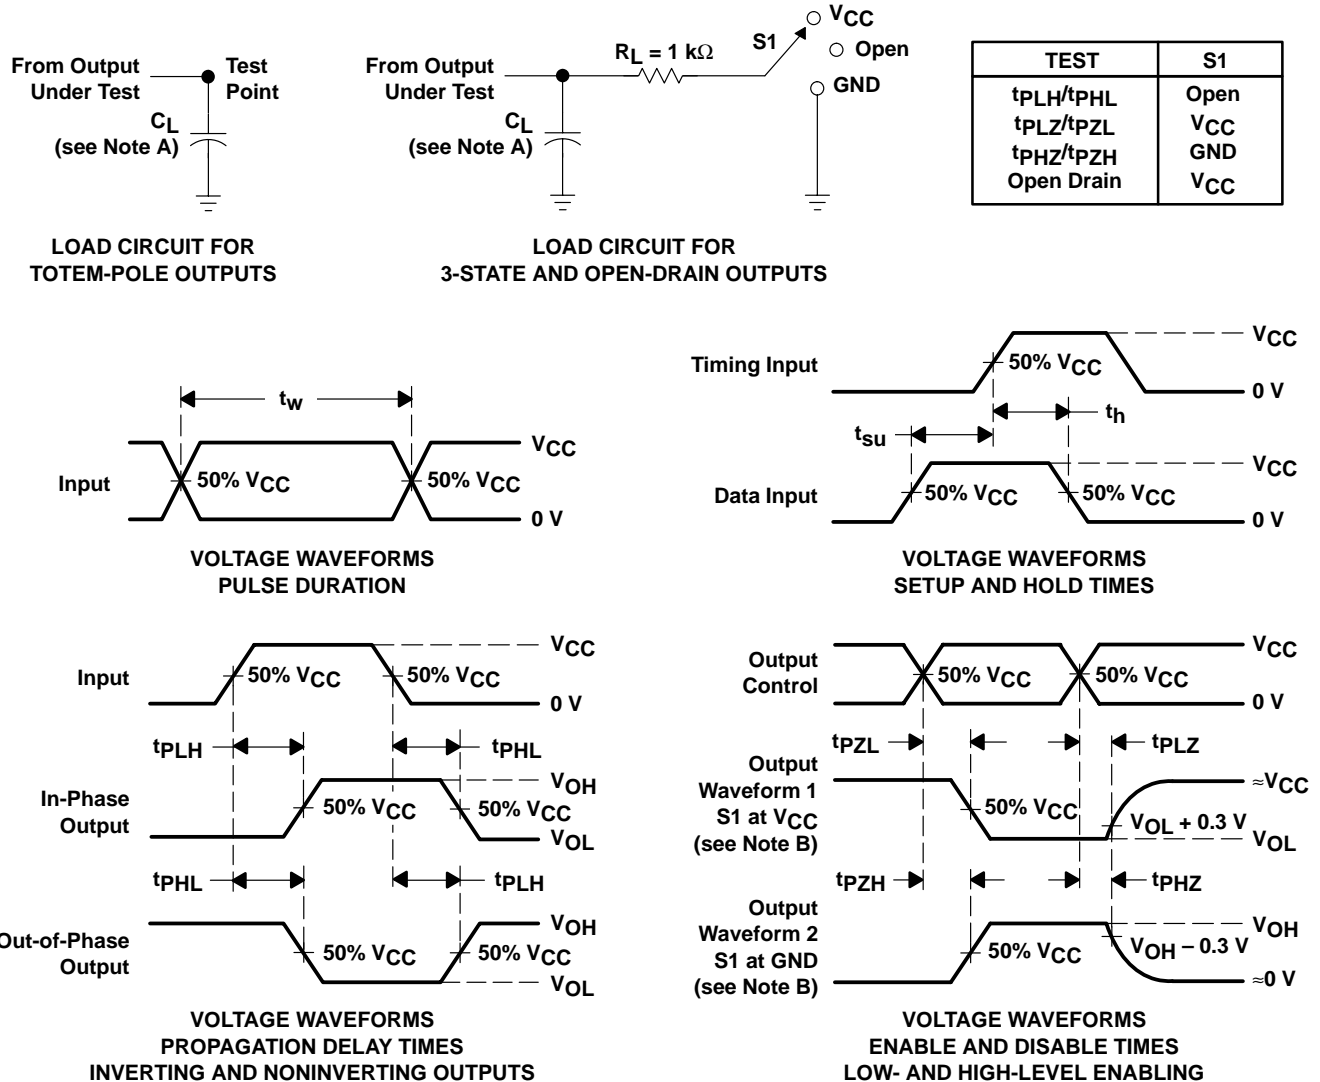 From Output
Under Test
Test
Point
CL
(see Note A)
LOAD CIRCUIT FOR
TOTEM-POLE OUTPUTS
From Output
Under Test
RL = 1 kΩ
S1
VCC
Open
GND
CL
(see Note A)
LOAD CIRCUIT FOR
3-STATE AND OPEN-DRAIN OUTPUTS
TEST S1
tPLH/tPHL Open
tPLZ/tPZL VCC
tPHZ/tPZH GND
Open Drain VCC
tw
Input
50% VCC
50% VCC
VCC
0 V
VOLTAGE WAVEFORMS
PULSE DURATION
Timing Input
50% VCC
VCC
0 V
th
tsu
Data Input
50% VCC
50% VCC
VCC
0 V
VOLTAGE WAVEFORMS
SETUP AND HOLD TIMES
Input
50% VCC
50% VCC
VCC
0 V
tPLH
tPHL
In-Phase
Output
50% VCC
50% VCC
VOH
VOL
tPHL
tPLH
Out-of-Phase
Output
50% VCC
50% VCC
VOH
VOL
VOLTAGE WAVEFORMS
PROPAGATION DELAY TIMES
INVERTING AND NONINVERTING OUTPUTS
Output
Control
50% VCC
50% VCC
VCC
0 V
tPZL
tPLZ
Output
Waveform 1
S1 at VCC
(see Note B)
50% VCC
VOL + 0.3 V
≈VCC
VOL
tPZH
tPHZ
Output
Waveform 2
S1 at GND
(see Note B)
50% VCC
VOH − 0.3 V
VOH
≈0 V
VOLTAGE WAVEFORMS
ENABLE AND DISABLE TIMES
LOW- AND HIGH-LEVEL ENABLING